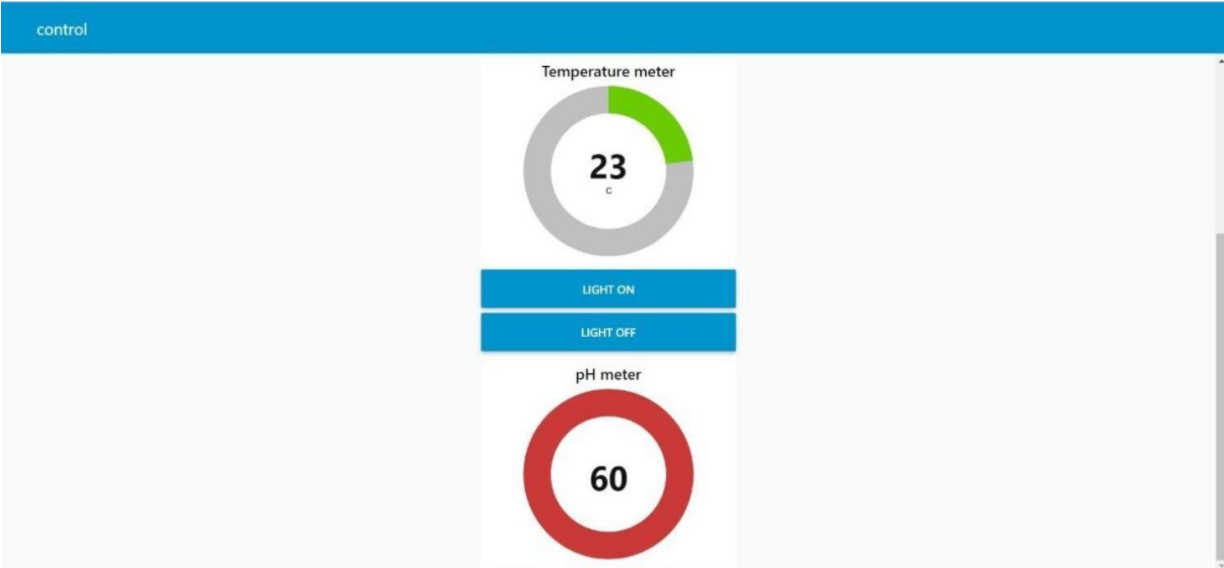 control
Temperature meter
23
c
LIGHT ON
LIGHT OFF
pH meter
60